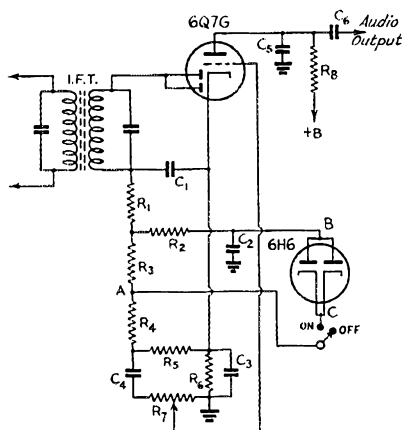 6Q7G
C6
Audio
Output
C5
R8
+B
I.F.T.
C1
R1
R2
C2
B
6H6
R3
A
C
ON
OFF
R4
R5
C3
C4
R6
R7